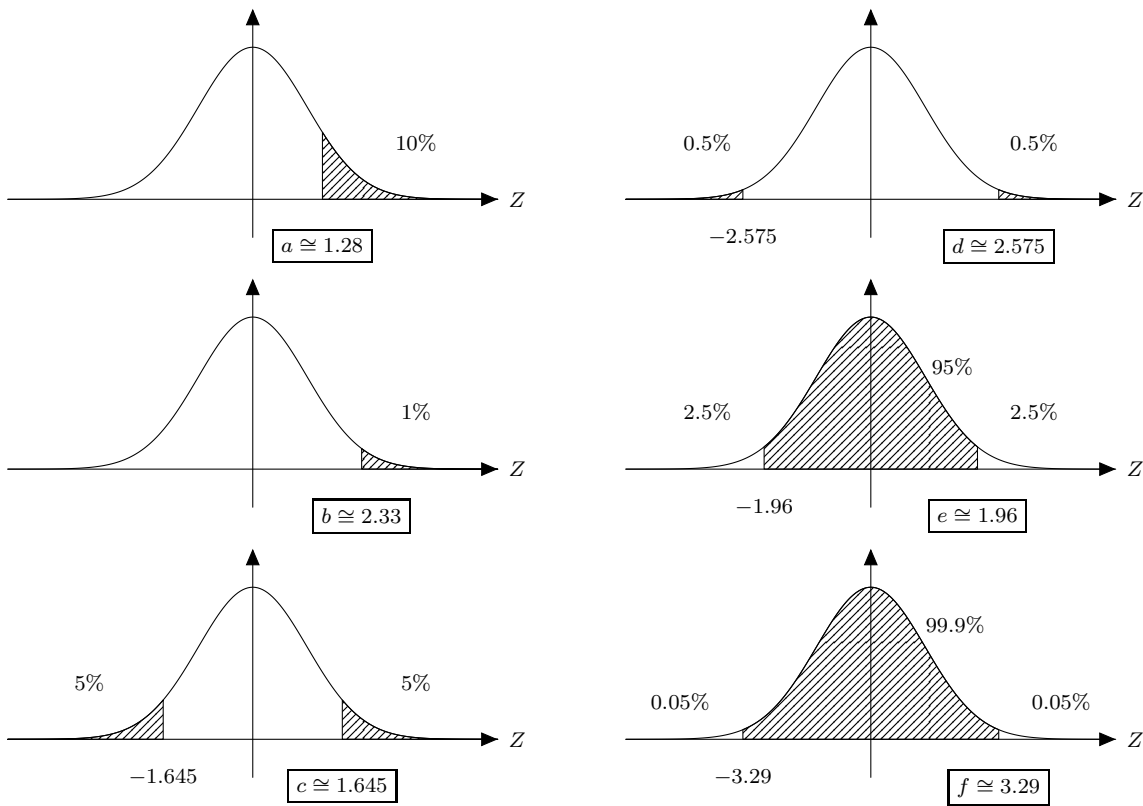 10%
Z
a ≅ 1.28
0.5%
0.5%
Z
−2.575
d ≅ 2.575
1%
Z
b ≅ 2.33
95%
2.5%
2.5%
Z
−1.96
e ≅ 1.96
5%
5%
Z
−1.645
c ≅ 1.645
99.9%
0.05%
0.05%
Z
−3.29
f ≅ 3.29